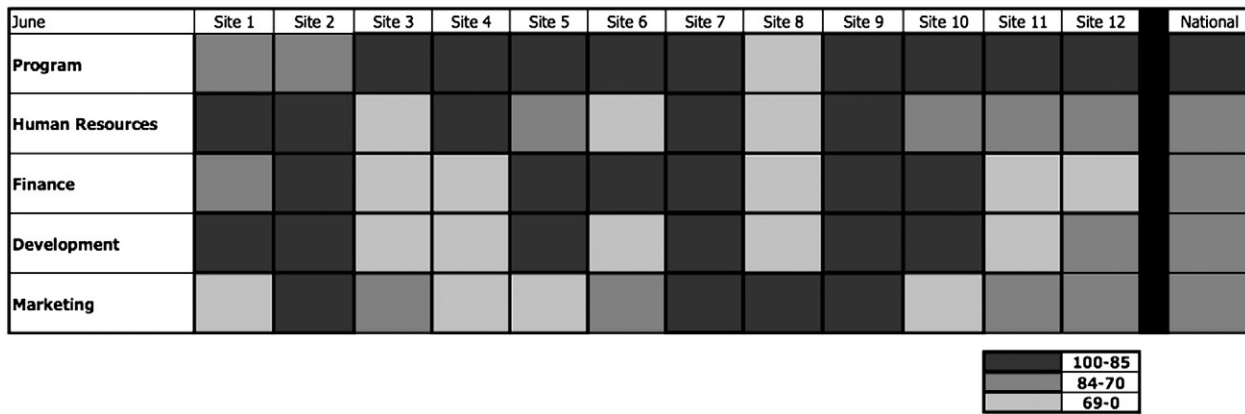 June Site 1 Site 2 Site 3 Site 4 Site 5 Site 6 Site 7 Site 8 Site 9 Site 10 Site 11 Site 12 National
Program
Human Resources
Finance
Development
Marketing
100-85
84-70
69-0